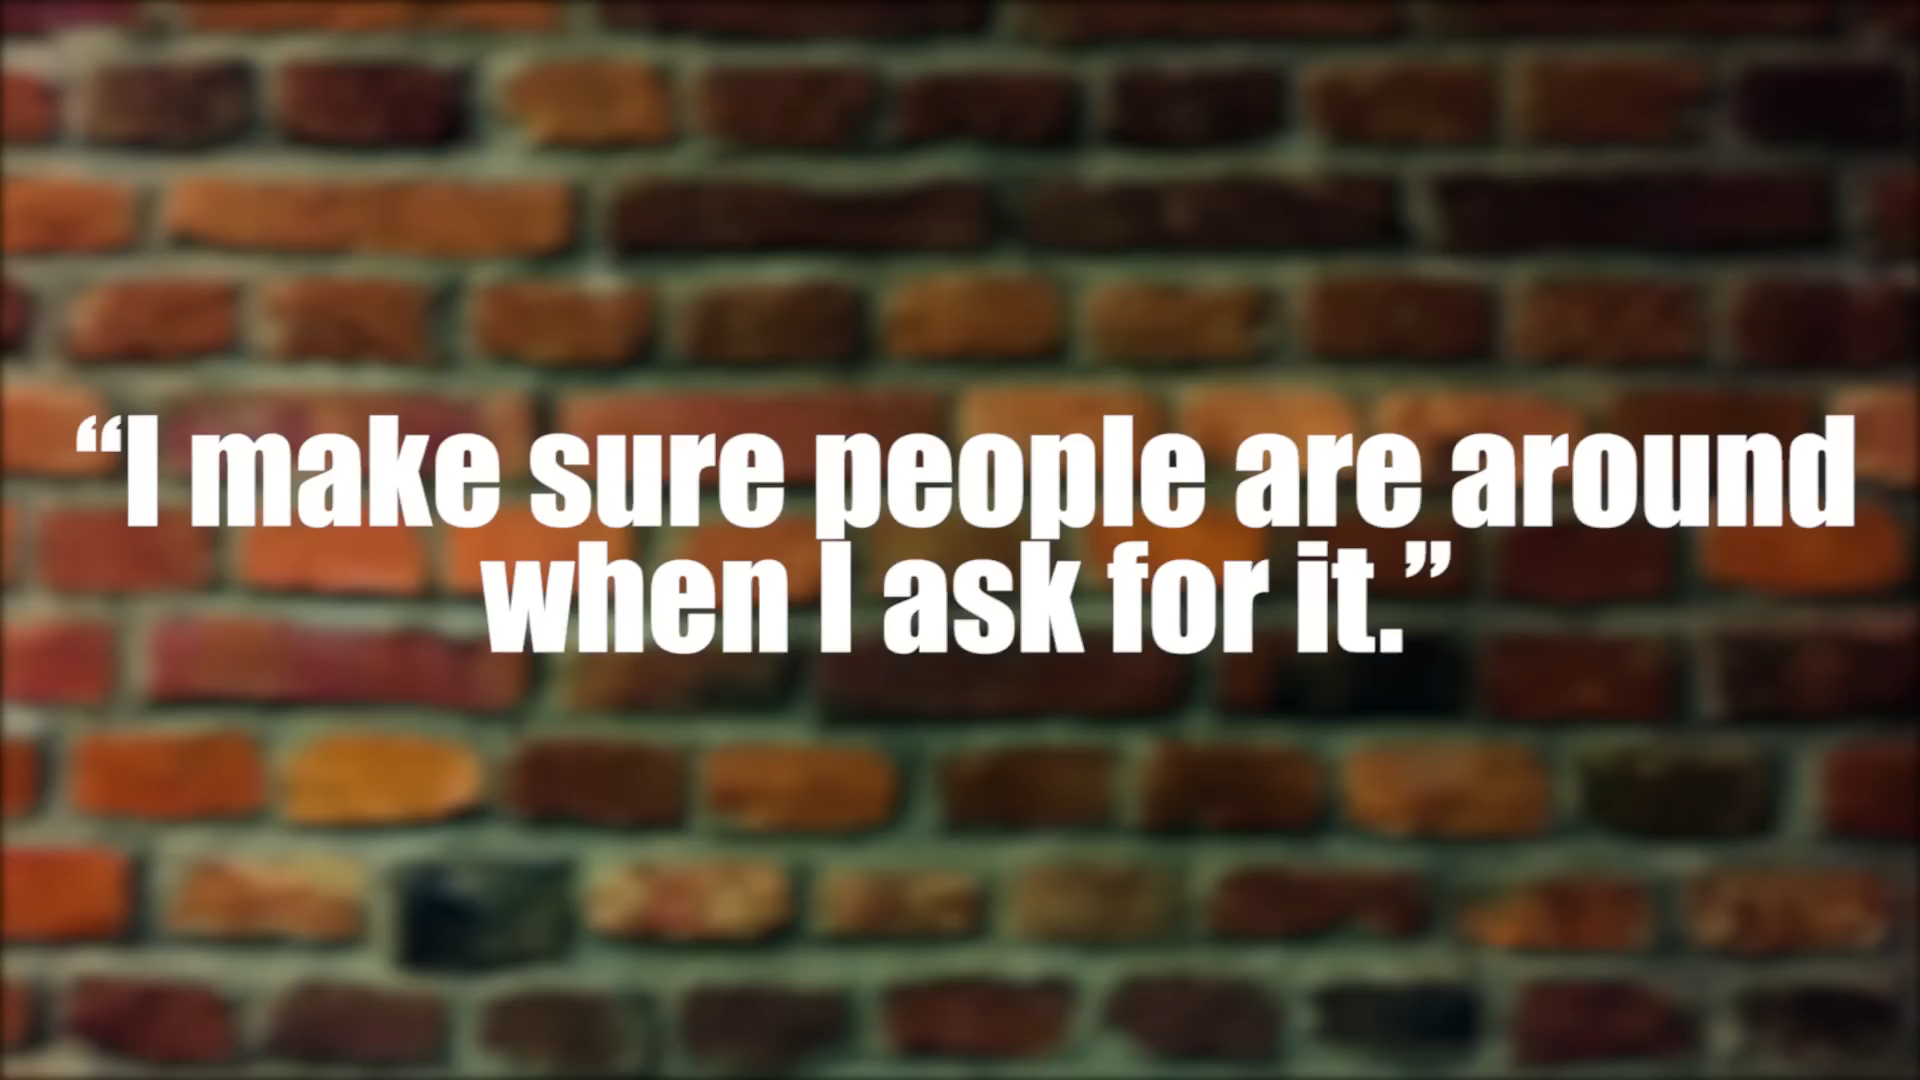 “I make sure people are around
when I ask for it.”